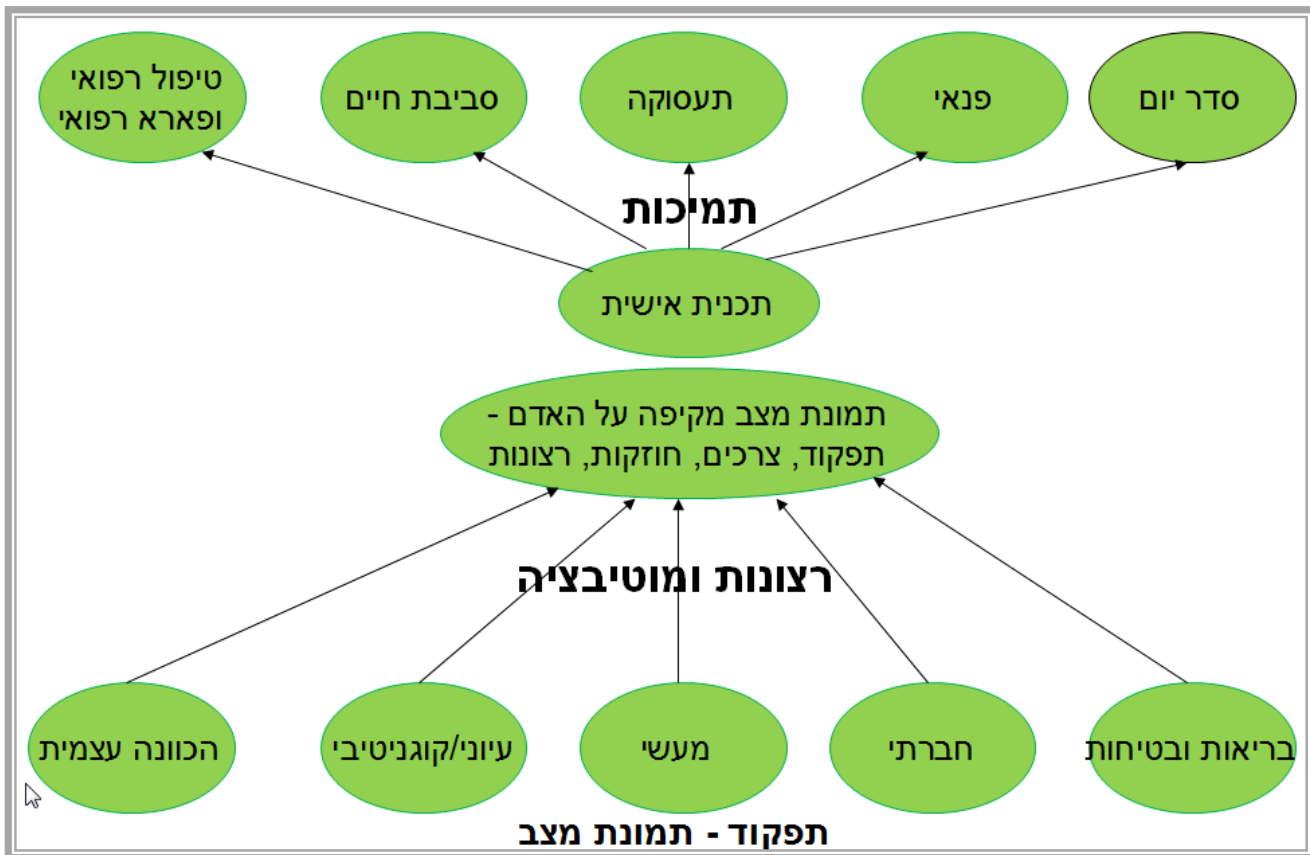 סדר יום
פנאי
תעסוקה
סביבת חיים
טיפול רפואי
ופארא רפואי
תמיכות
תכנית אישית
תמונת מצב מקיפה על האדם -
תפקוד, צרכים, חוזקות, רצונות
רצונות ומוטיבציה
בריאות ובטיחות
חברתי
מעשי
עיוני/קוגניטיבי
הכוונה עצמית
תפקוד - תמונת מצב